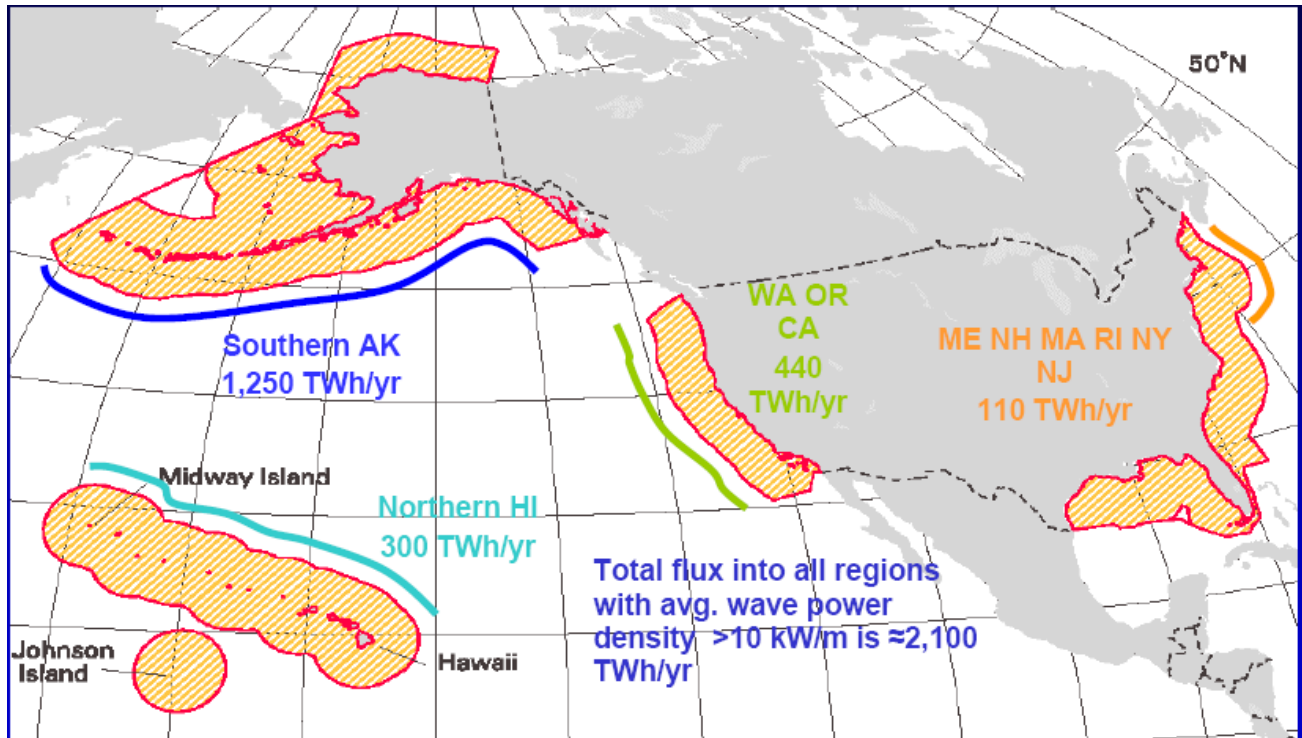 50°N
Southern AK
1,250 TWh/yr
WA OR
CA
440
TWh/yr
ME NH MA RI NY
NJ
110 TWh/yr
Midway Island
Northern HI
300 TWh/yr
Total flux into all regions
with avg. wave power
density >10 kW/m is ≈2,100
TWh/yr
Johnson
Island
Hawaii